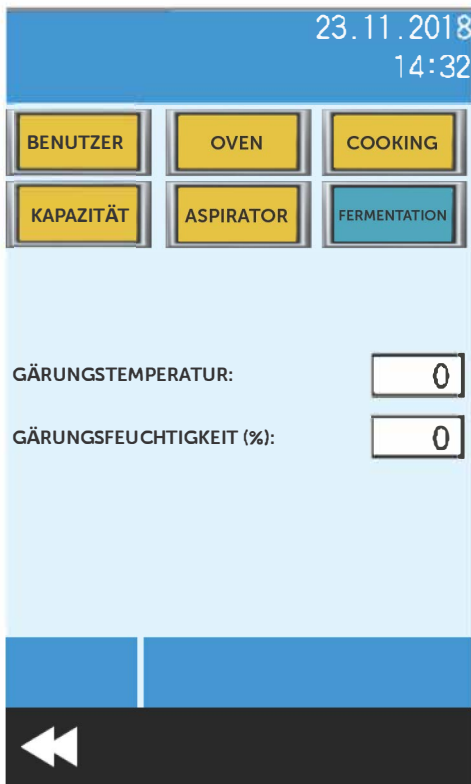 23.11.2018
14:32
BENUTZER OVEN COOKING
KAPAZITÄT ASPIRATOR FERMENTATION
GÄRUNGSTEMPERATUR: 0
GÄRUNGSFEUCHTIGKEIT (%): 0